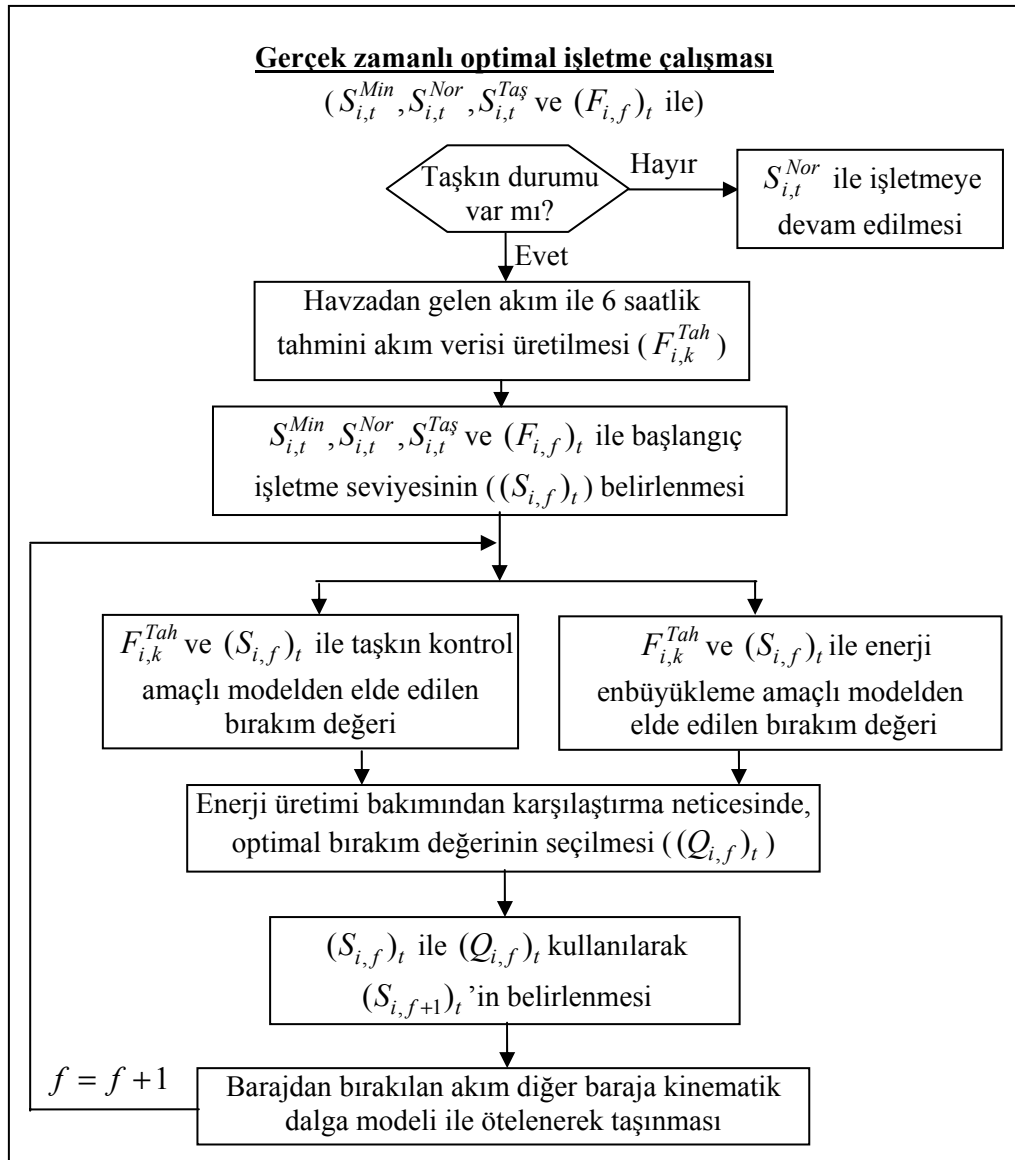 Gerçek zamanlı optimal işletme çalışması
( $S_{i,t}^{Min}, S_{i,t}^{Nor}, S_{i,t}^{Taş}$ ve $(F_{i,f})_t$ ile)
Taşkın durumu
var mı?
Hayır
$S_{i,t}^{Nor}$ ile işletmeye
devam edilmesi
Evet
Havzadan gelen akım ile 6 saatlik
tahmini akım verisi üretilmesi ( $F_{i,k}^{Tah}$ )
$S_{i,t}^{Min}, S_{i,t}^{Nor}, S_{i,t}^{Taş}$ ve $(F_{i,f})_t$ ile başlangıç
işletme seviyesinin ( $(S_{i,f})_t$ ) belirlenmesi
$F_{i,k}^{Tah}$ ve $(S_{i,f})_t$ ile taşkın kontrol
amaçlı modelden elde edilen
bırakım değeri
$F_{i,k}^{Tah}$ ve $(S_{i,f})_t$ ile enerji
enbüyükleme amaçlı modelden
elde edilen bırakım değeri
Enerji üretimi bakımından karşılaştırma neticesinde,
optimal bırakım değerinin seçilmesi ( $(Q_{i,f})_t$ )
$(S_{i,f})_t$ ile $(Q_{i,f})_t$ kullanılarak
$(S_{i,f+1})_t$ ’in belirlenmesi
$f = f + 1$
Barajdan bırakılan akım diğer baraja kinematik
dalga modeli ile ötelenerek taşınması